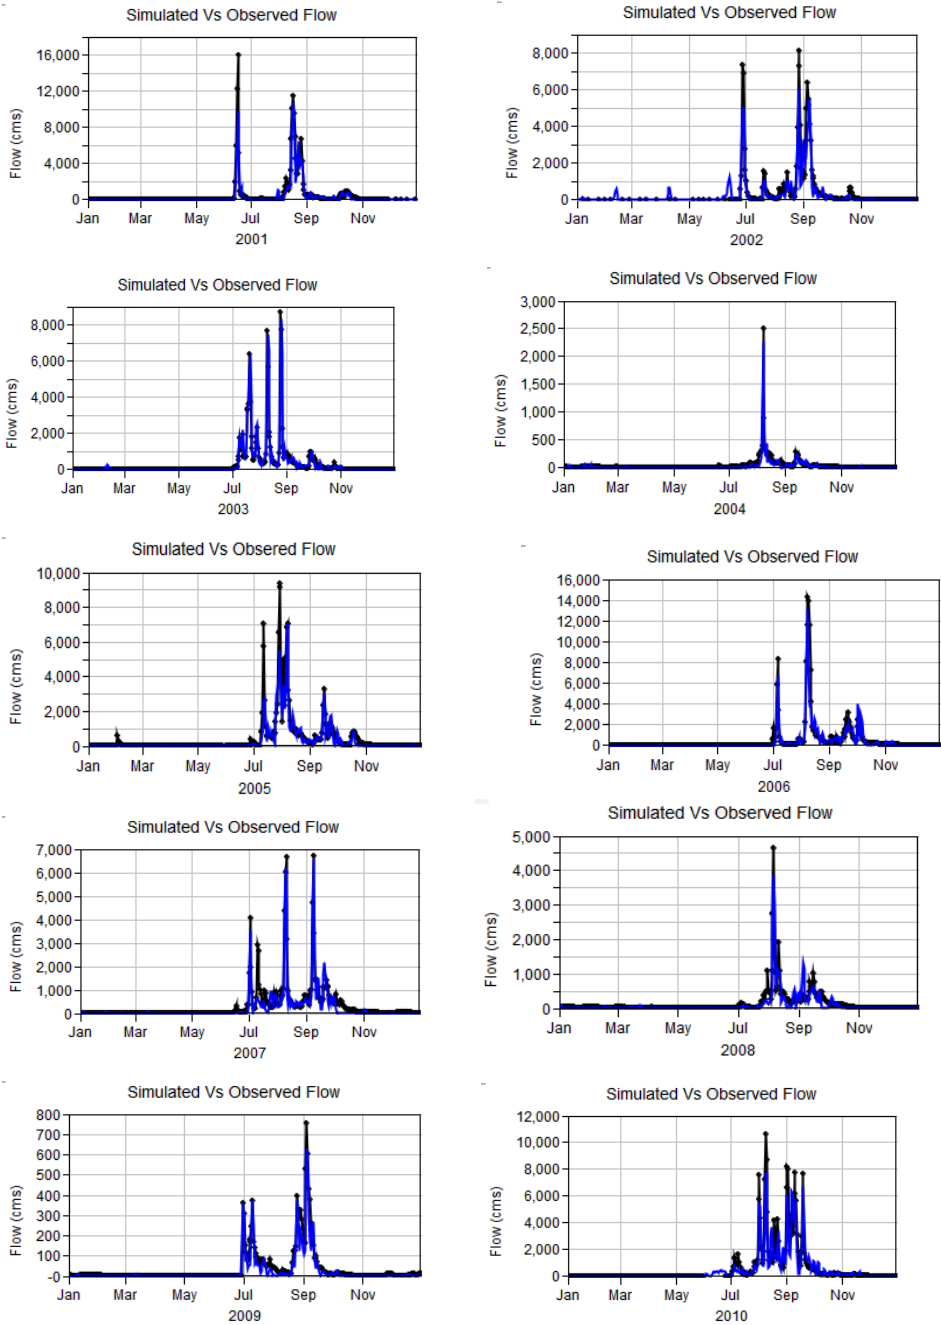 Simulated Vs Observed Flow
16,000
12,000
8,000
4,000
0
Flow (cms)
Jan Mar May Jul Sep Nov
2001
Simulated Vs Observed Flow
8,000
6,000
4,000
2,000
0
Flow (cms)
Jan Mar May Jul Sep Nov
2002
Simulated Vs Observed Flow
8,000
6,000
4,000
2,000
0
Flow (cms)
Jan Mar May Jul Sep Nov
2003
Simulated Vs Observed Flow
3,000
2,500
2,000
1,500
1,000
500
0
Flow (cms)
Jan Mar May Jul Sep Nov
2004
Simulated Vs Obsered Flow
10,000
8,000
6,000
4,000
2,000
0
Flow (cms)
Jan Mar May Jul Sep Nov
2005
Simulated Vs Observed Flow
16,000
14,000
12,000
10,000
8,000
6,000
4,000
2,000
0
Flow (cms)
Jan Mar May Jul Sep Nov
2006
Simulated Vs Observed Flow
7,000
6,000
5,000
4,000
3,000
2,000
1,000
0
Flow (cms)
Jan Mar May Jul Sep Nov
2007
Simulated Vs Observed Flow
5,000
4,000
3,000
2,000
1,000
0
Flow (cms)
Jan Mar May Jul Sep Nov
2008
Simulated Vs Observed Flow
800
700
600
500
400
300
200
100
-0
Flow (cms)
Jan Mar May Jul Sep Nov
2009
Simulated Vs Observed Flow
12,000
10,000
8,000
6,000
4,000
2,000
0
Flow (cms)
Jan Mar May Jul Sep Nov
2010